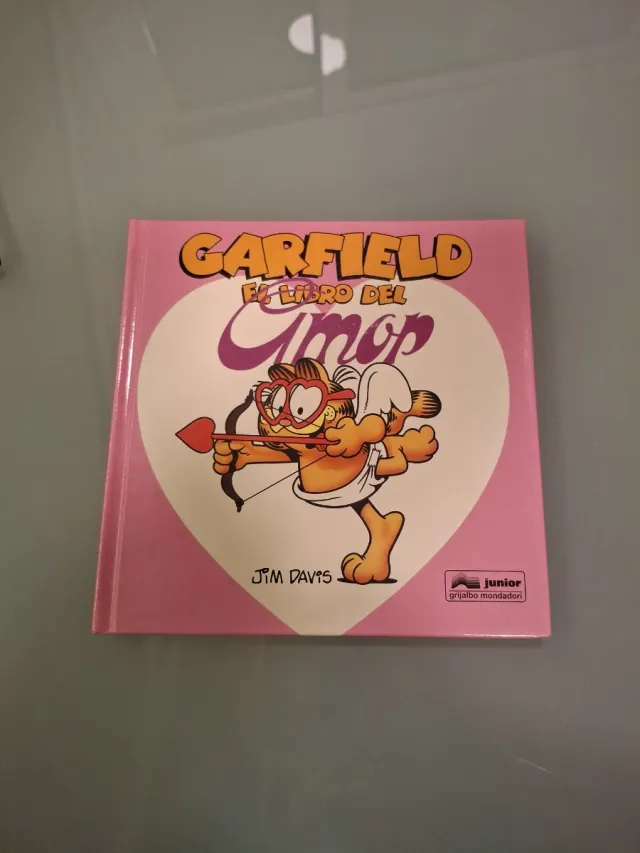 GARFIELD
EL LIBRO DEL
Amor
JIM DAVIS
junior
grijalbo mondadori